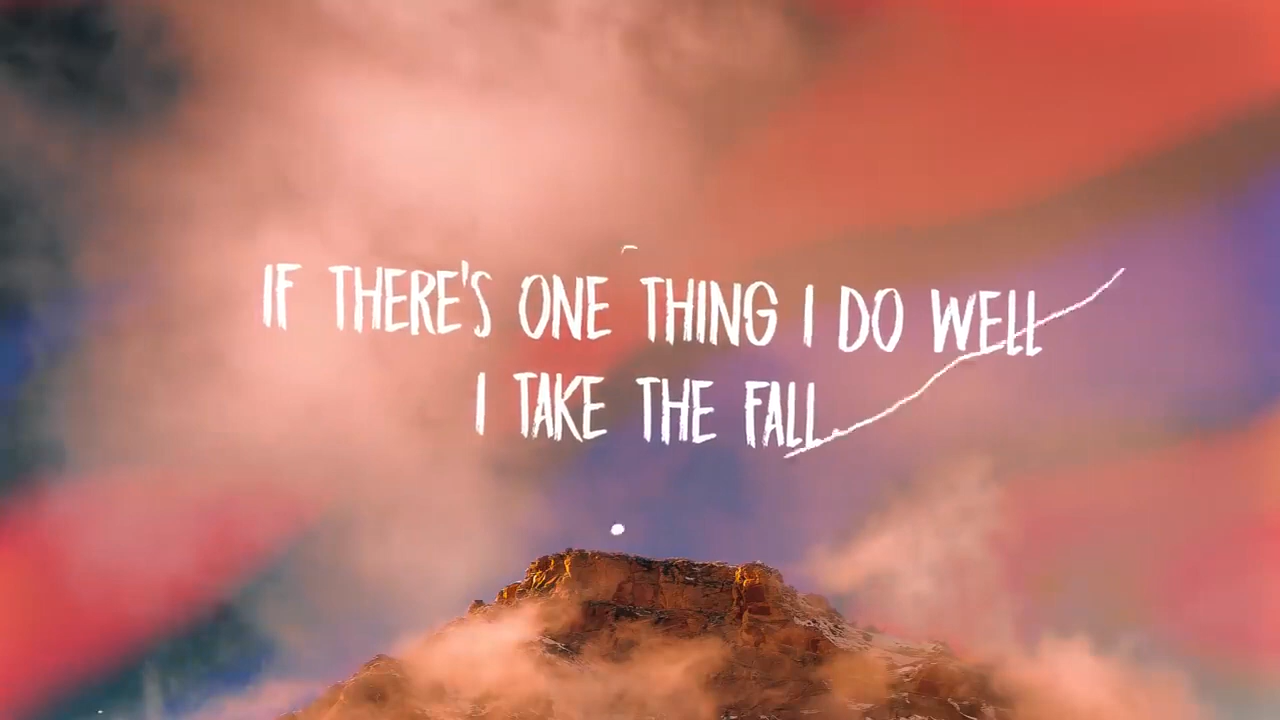 IF THERE'S ONE THING I DO WELL
I TAKE THE FALL